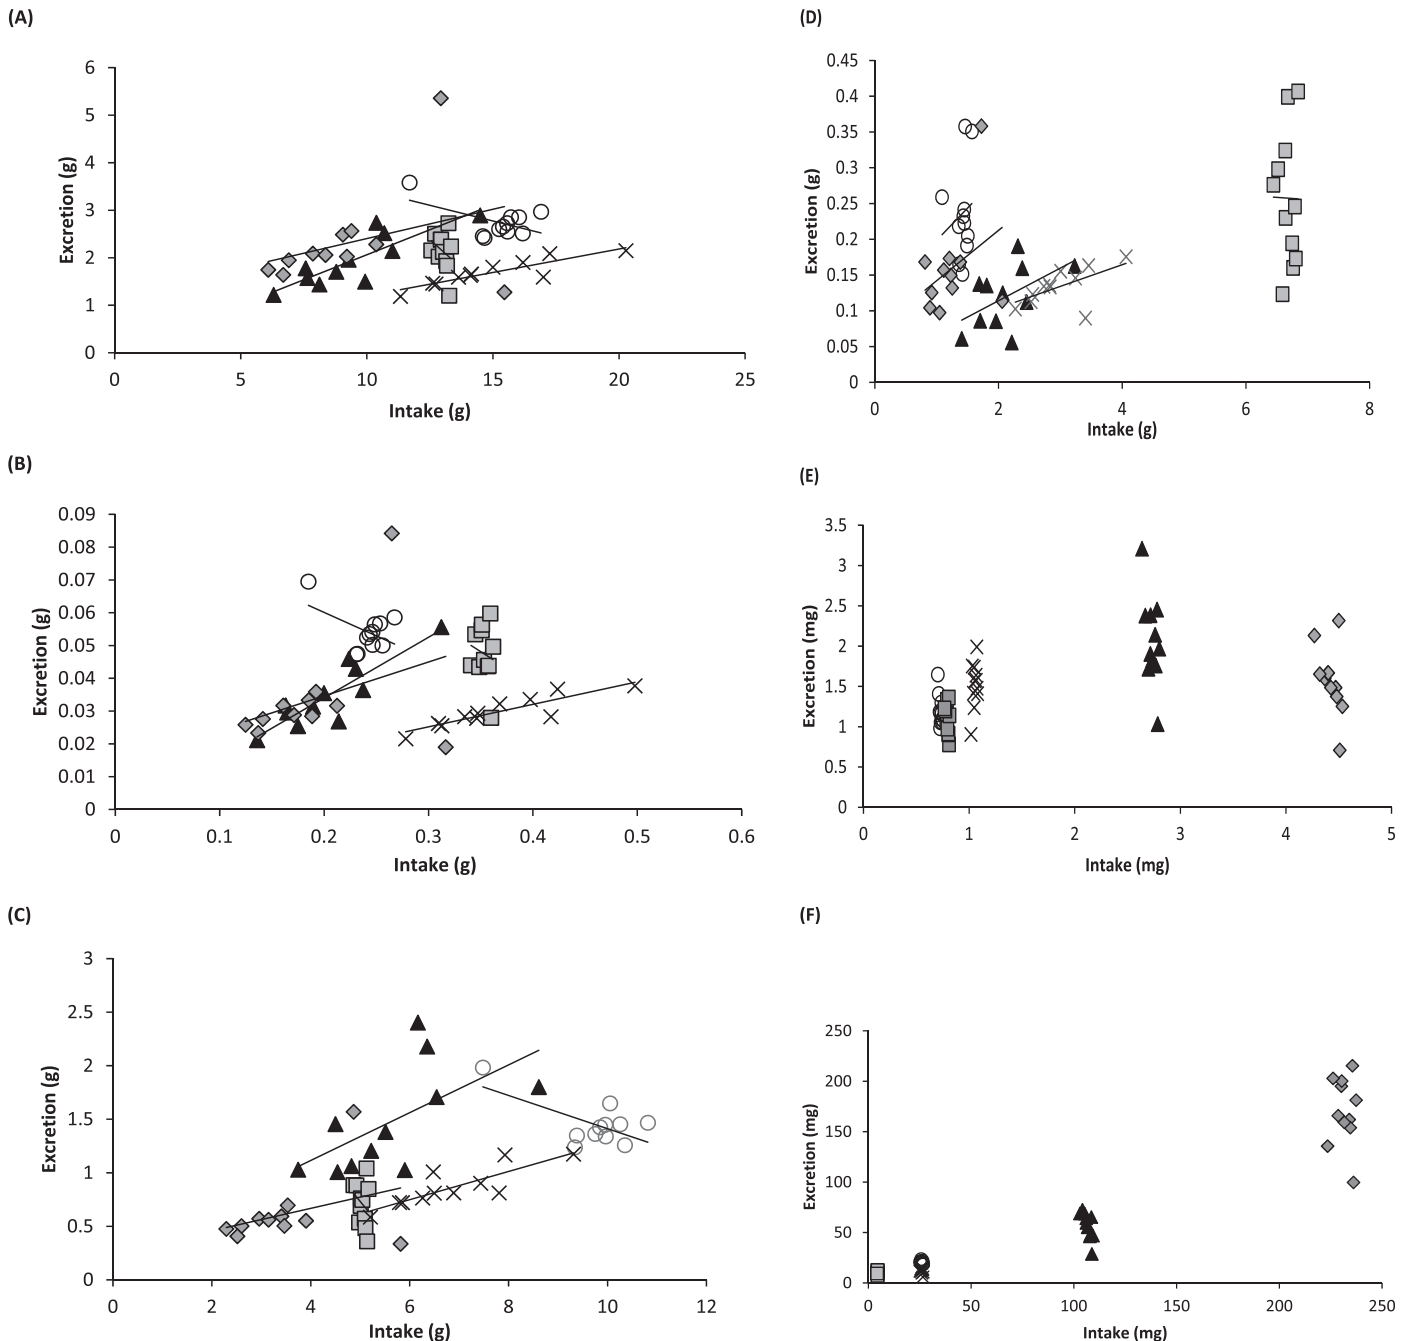 (A)
6
5
4
3
2
1
0
Excretion (g)
0 5 10 15 20 25
Intake (g)
(B)
0.09
0.08
0.07
0.06
0.05
0.04
0.03
0.02
0.01
0
Excretion (g)
0 0.1 0.2 0.3 0.4 0.5 0.6
Intake (g)
(C)
3
2.5
2
1.5
1
0.5
0
Excretion (g)
0 2 4 6 8 10 12
Intake (g)
(D)
0.45
0.4
0.35
0.3
0.25
0.2
0.15
0.1
0.05
0
Excretion (g)
0 2 4 6 8
Intake (g)
(E)
3.5
3
2.5
2
1.5
1
0.5
0
Excretion (mg)
0 1 2 3 4 5
Intake (mg)
(F)
250
200
150
100
50
0
Excretion (mg)
0 50 100 150 200 250
Intake (mg)